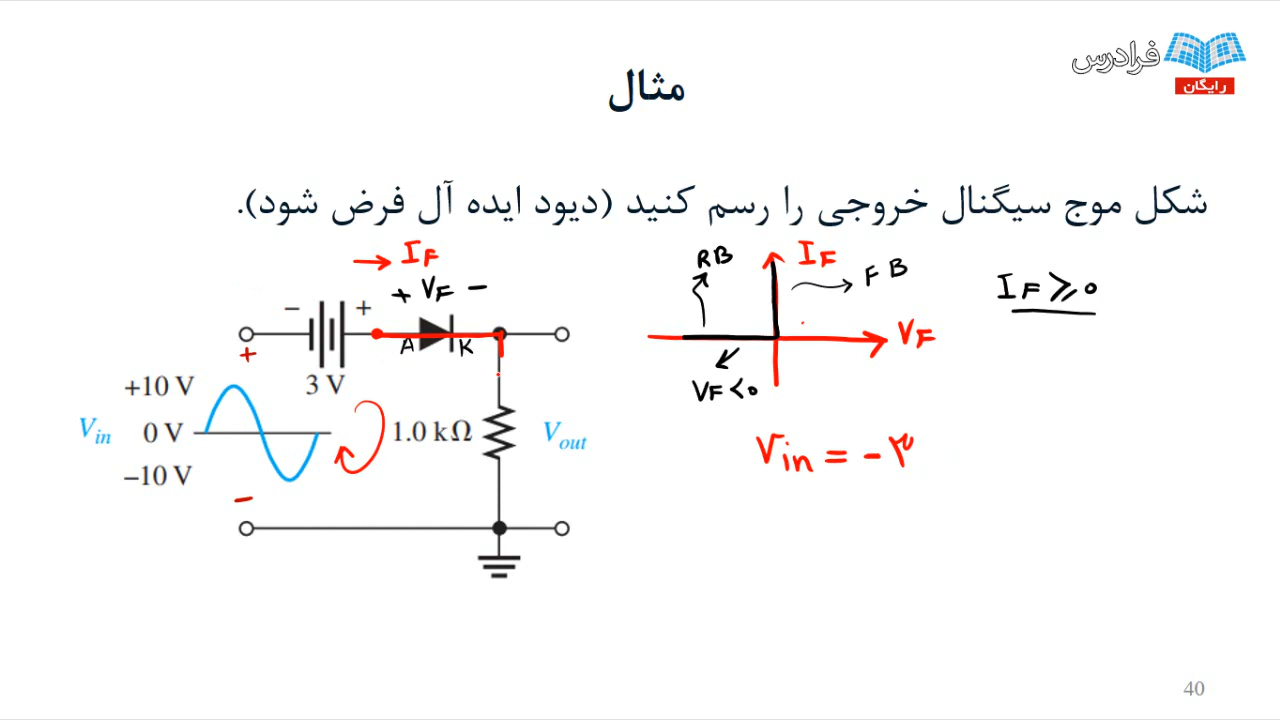 فرادرس
رایگان
مثال
شکل موج سیگنال خروجی را رسم کنید (دیود ایده آل فرض شود).
→ IF
+ VF −
− +
A K
3 V
+
+10 V
Vin 0 V
−10 V
−
1.0 kΩ
Vout
RB
IF
FB
VF
VF<0
IF ⩾ 0
Vin = -۳
40